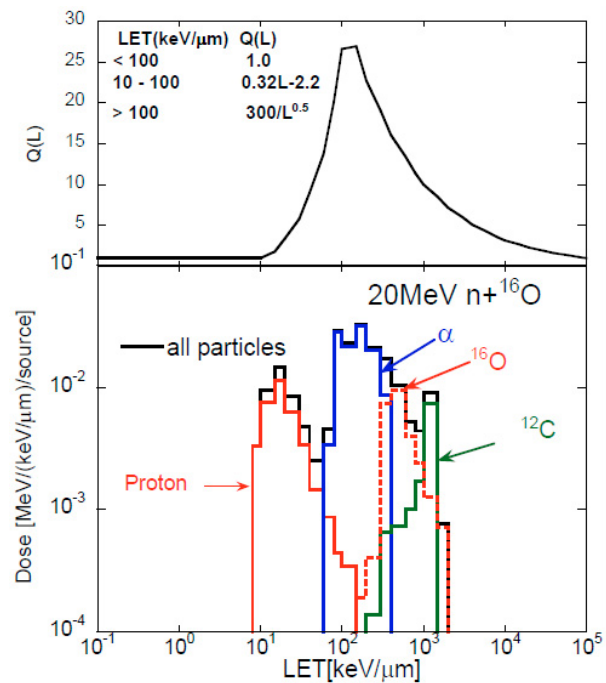 30
LET(keV/μm) Q(L)
< 100 1.0
25
10 - 100 0.32L-2.2
> 100 300/L^0.5
20
Q(L)
15
10
5
10^-1
20MeV n+^16O
all particles
α
^16O
10^-2
^12C
Proton
10^-3
Dose [MeV/(keV/μm)/source]
10^-4
10^-1 10^0 10^1 10^2 10^3 10^4 10^5
LET[keV/μm]